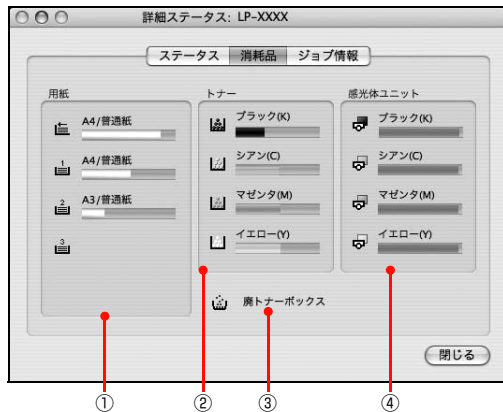 詳細ステータス: LP-XXXX
ステータス 消耗品 ジョブ情報
用紙
A4/普通紙
1 A4/普通紙
2 A3/普通紙
3
トナー
ブラック(K)
シアン(C)
マゼンタ(M)
イエロー(Y)
廃トナーボックス
感光体ユニット
ブラック(K)
シアン(C)
マゼンタ(M)
イエロー(Y)
閉じる
① ② ③ ④